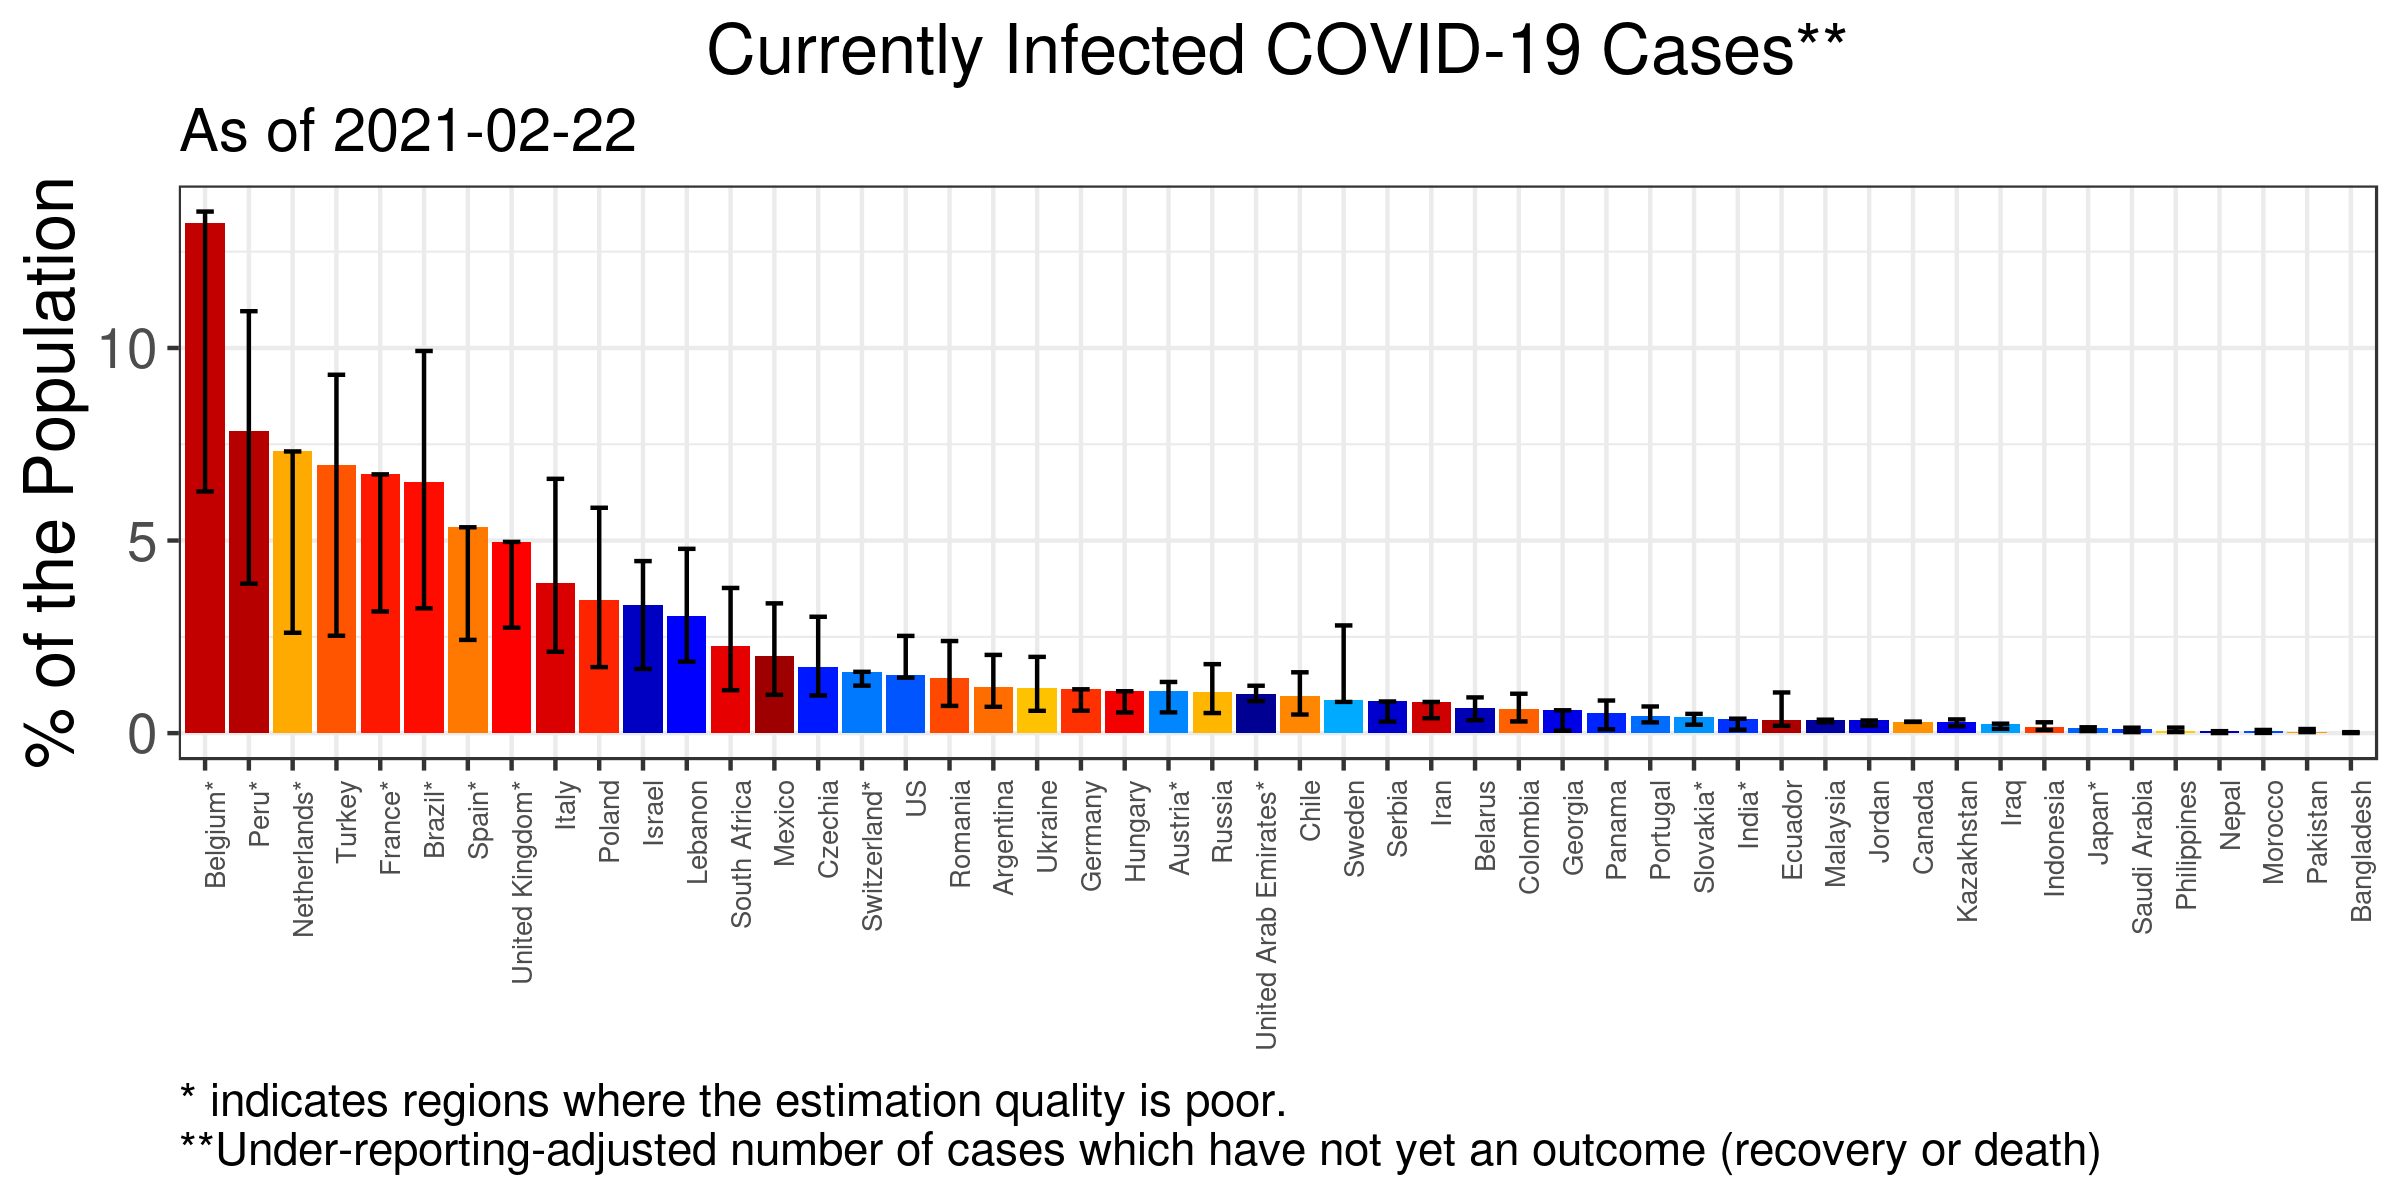 Currently Infected COVID-19 Cases**
As of 2021-02-22
% of the Population
10
5
0
Belgium*
Peru*
Netherlands*
Turkey
France*
Brazil*
Spain*
United Kingdom*
Italy
Poland
Israel
Lebanon
South Africa
Mexico
Czechia
Switzerland*
US
Romania
Argentina
Ukraine
Germany
Hungary
Austria*
Russia
United Arab Emirates*
Chile
Sweden
Serbia
Iran
Belarus
Colombia
Georgia
Panama
Portugal
Slovakia*
India*
Ecuador
Malaysia
Jordan
Canada
Kazakhstan
Iraq
Indonesia
Japan*
Saudi Arabia
Philippines
Nepal
Morocco
Pakistan
Bangladesh
* indicates regions where the estimation quality is poor.
**Under-reporting-adjusted number of cases which have not yet an outcome (recovery or death)